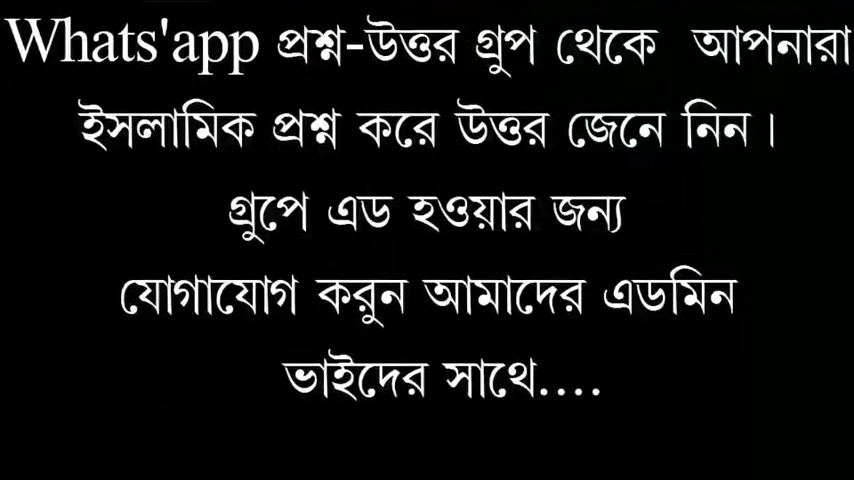 Whats'app প্রশ্ন-উত্তর গ্রুপ থেকে আপনারা
ইসলামিক প্রশ্ন করে উত্তর জেনে নিন।
গ্রুপে এড হওয়ার জন্য
যোগাযোগ করুন আমাদের এডমিন
ভাইদের সাথে....